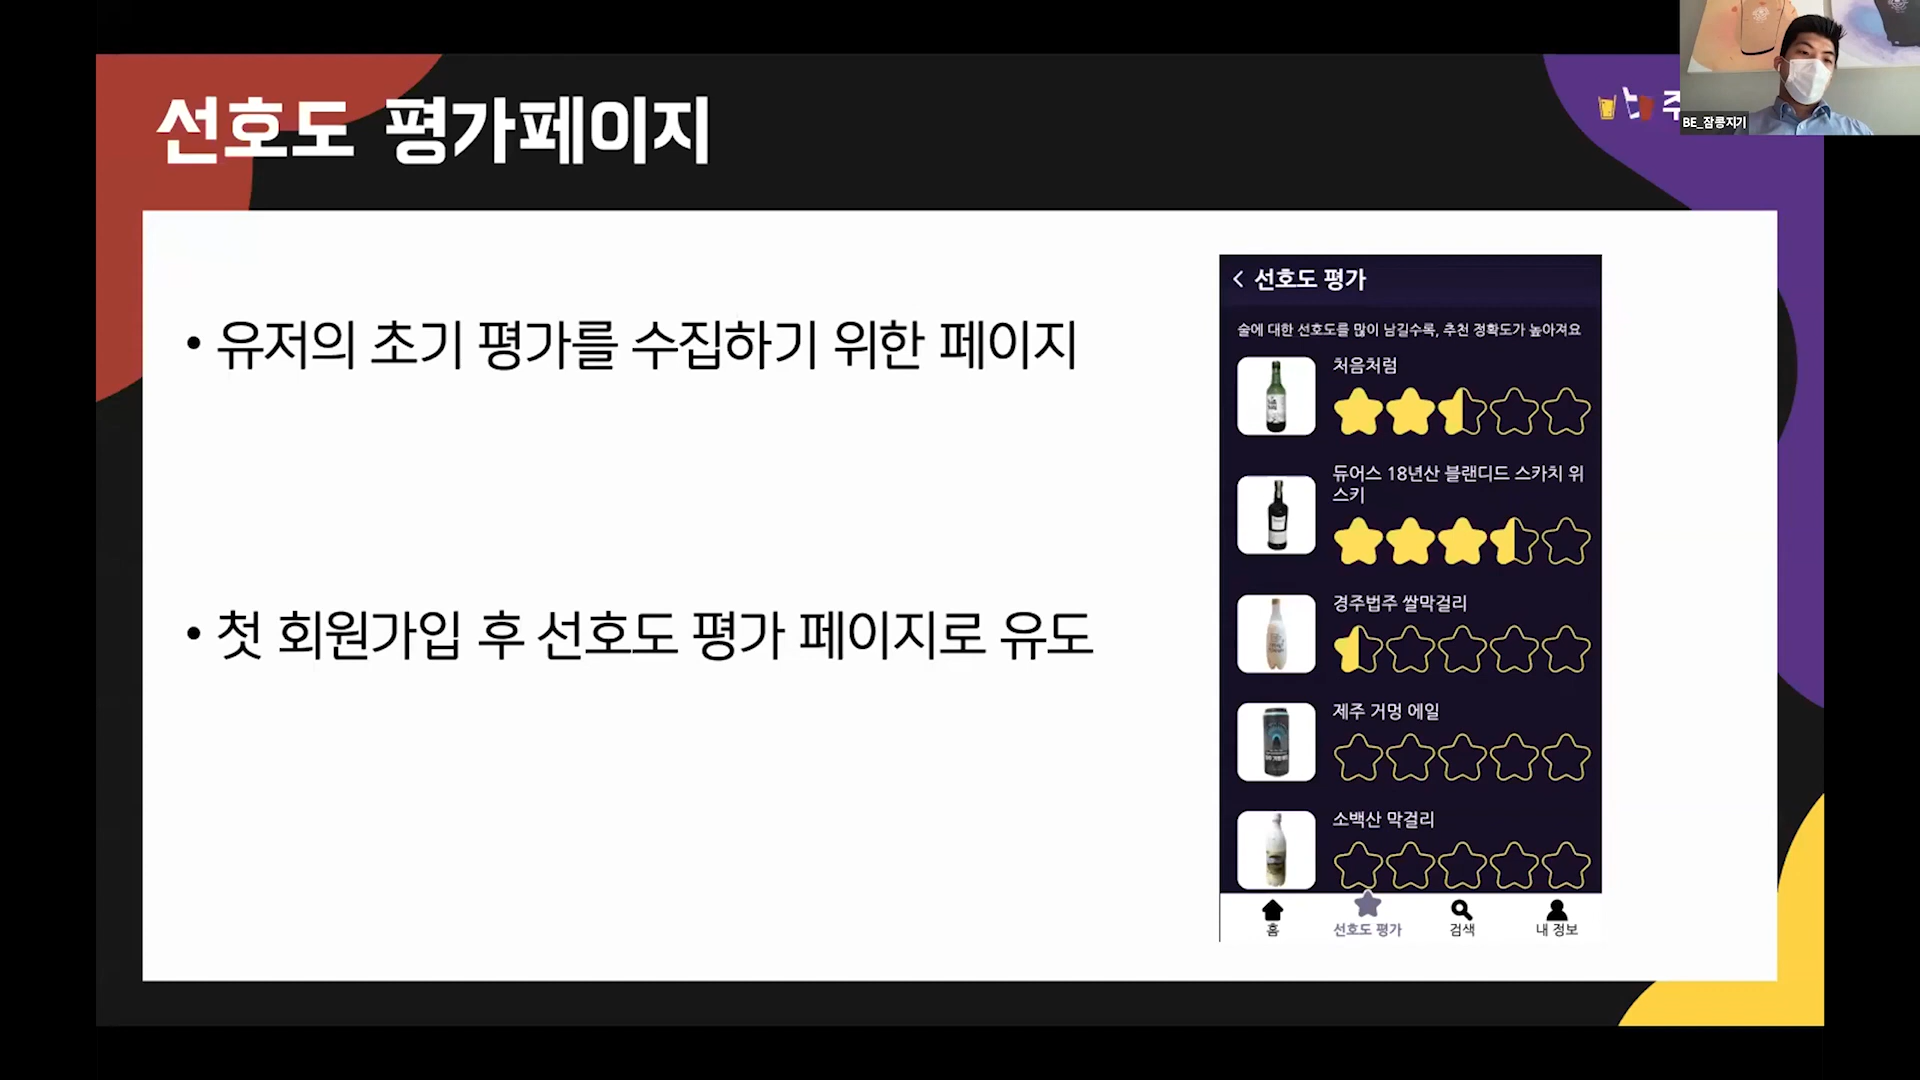 선호도 평가페이지
주
BE_잠콩지기
• 유저의 초기 평가를 수집하기 위한 페이지
• 첫 회원가입 후 선호도 평가 페이지로 유도
< 선호도 평가
술에 대한 선호도를 많이 남길수록, 추천 정확도가 높아져요
처음처럼
듀어스 18년산 블랜디드 스카치 위
스키
경주법주 쌀막걸리
제주 거멍 에일
소백산 막걸리
홈
선호도 평가
검색
내 정보